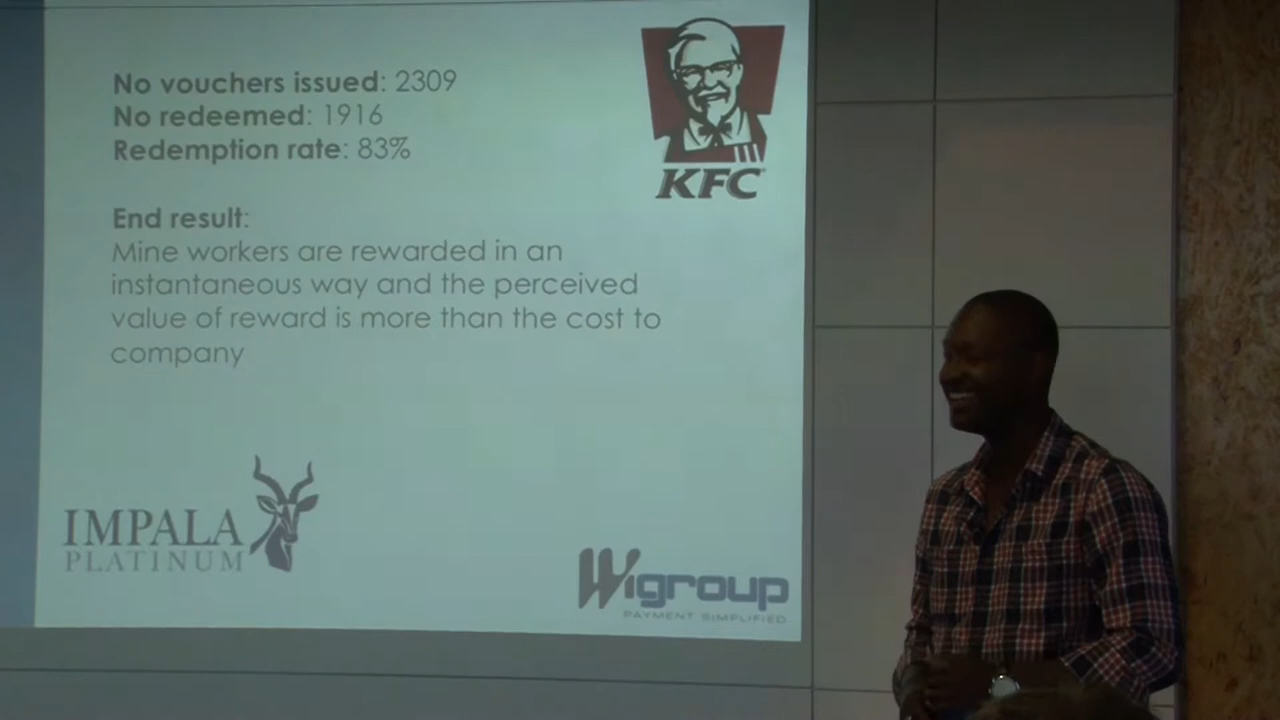 No vouchers issued: 2309
No redeemed: 1916
Redemption rate: 83%
KFC
End result:
Mine workers are rewarded in an
instantaneous way and the perceived
value of reward is more than the cost to
company
IMPALA
PLATINUM
Wigroup
PAYMENT SIMPLIFIED